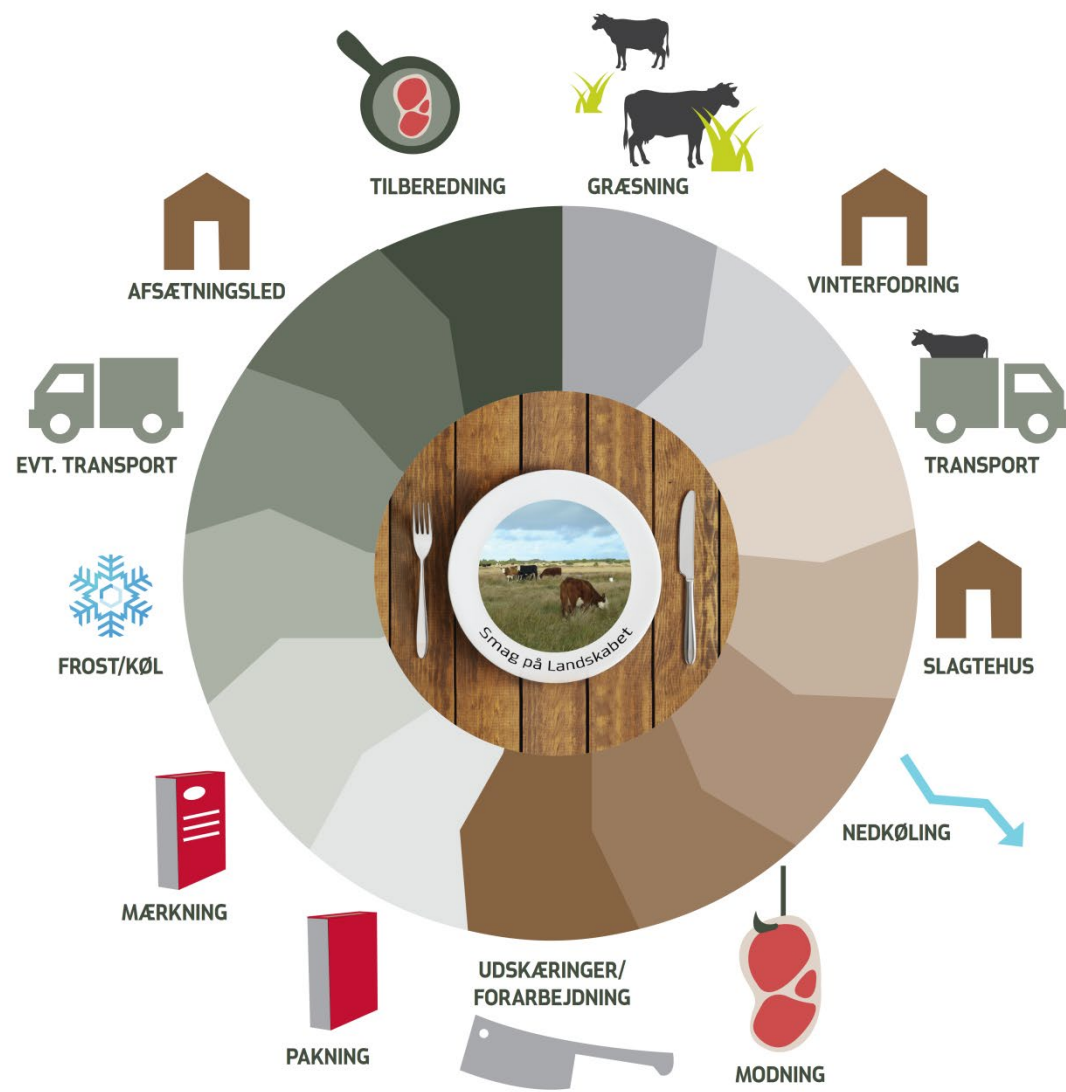 TILBEREDNING
GRÆSNING
VINTERFODRING
TRANSPORT
SLAGTEHUS
NEDKØLING
MODNING
UDSKÆRINGER/
FORARBEJDNING
PAKNING
MÆRKNING
FROST/KØL
EVT. TRANSPORT
AFSÆTNINGSLED
Smag på Landskabet